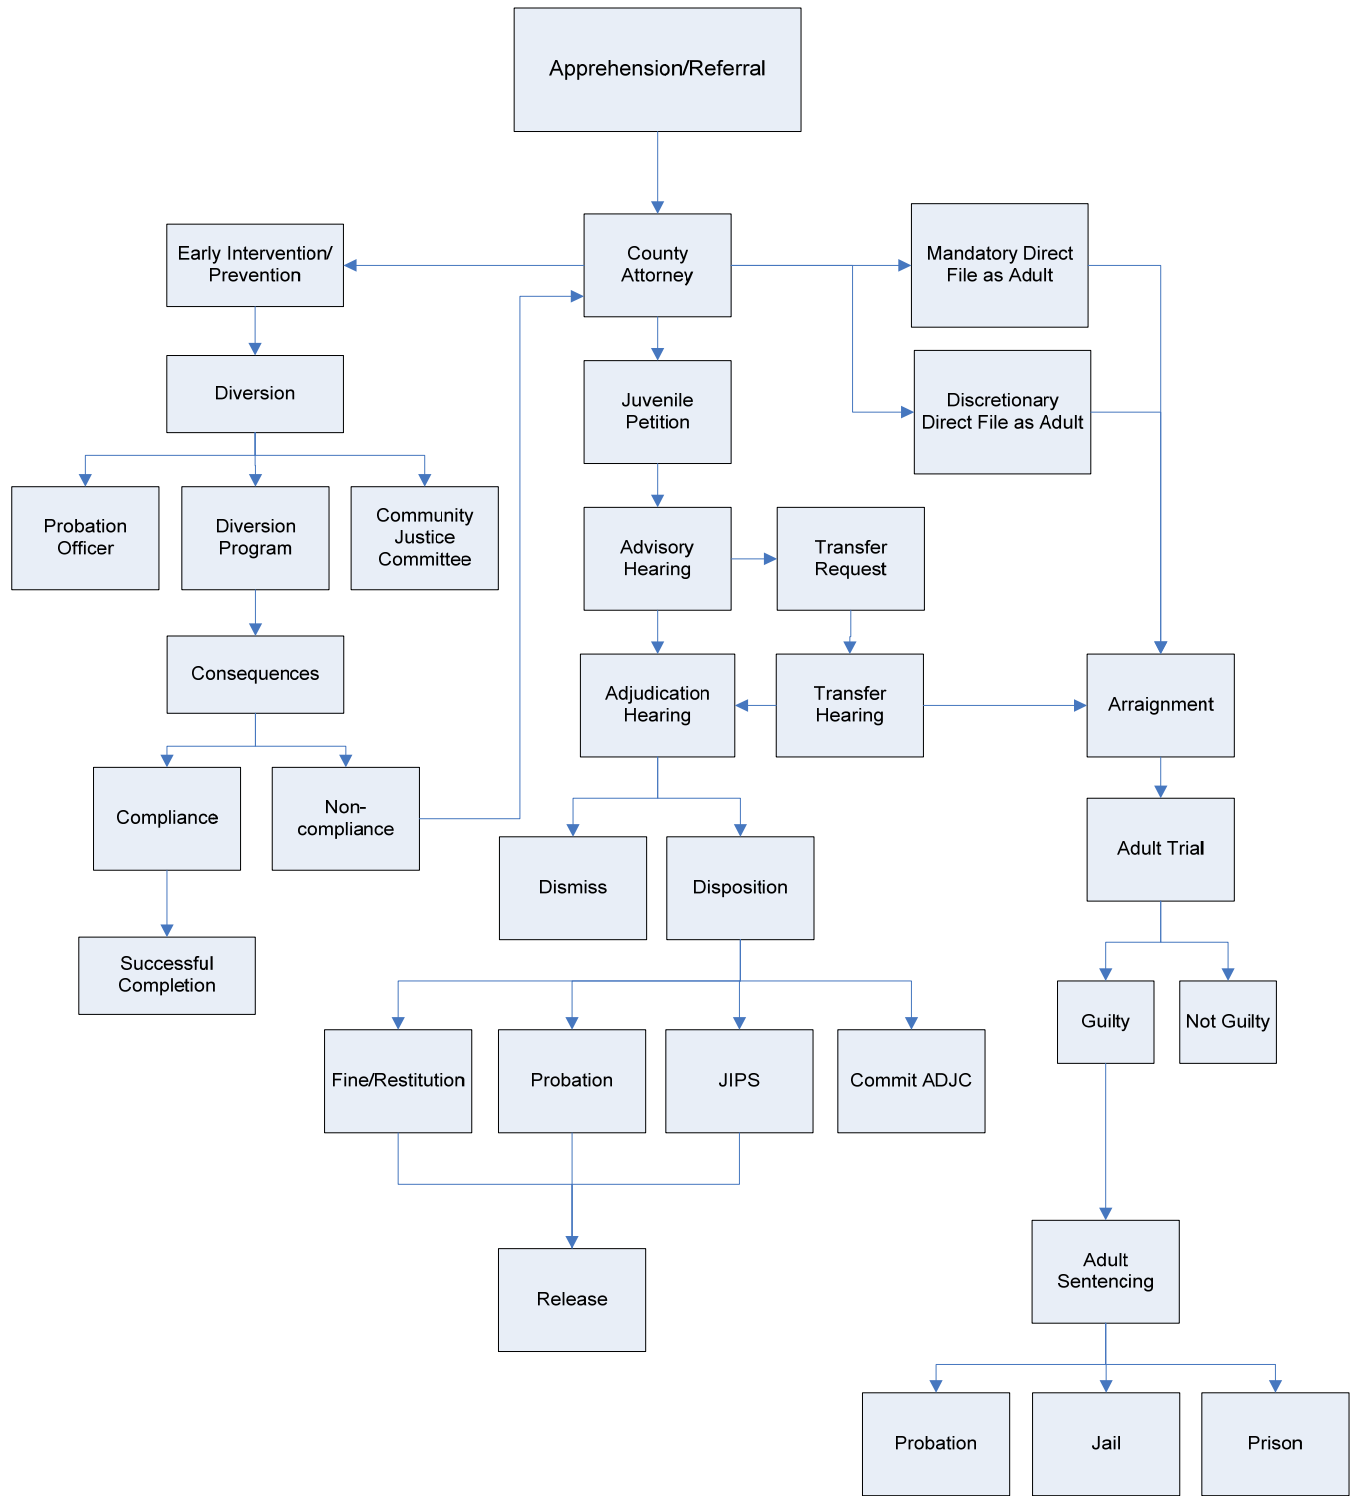 Apprehension/Referral
Early Intervention/
Prevention
County
Attorney
Mandatory Direct
File as Adult
Diversion
Juvenile
Petition
Discretionary
Direct File as Adult
Probation
Officer
Diversion
Program
Community
Justice
Committee
Advisory
Hearing
Transfer
Request
Consequences
Adjudication
Hearing
Transfer
Hearing
Arraignment
Compliance
Non-
compliance
Adult Trial
Dismiss
Disposition
Successful
Completion
Guilty
Not Guilty
Fine/Restitution
Probation
JIPS
Commit ADJC
Adult
Sentencing
Release
Probation
Jail
Prison